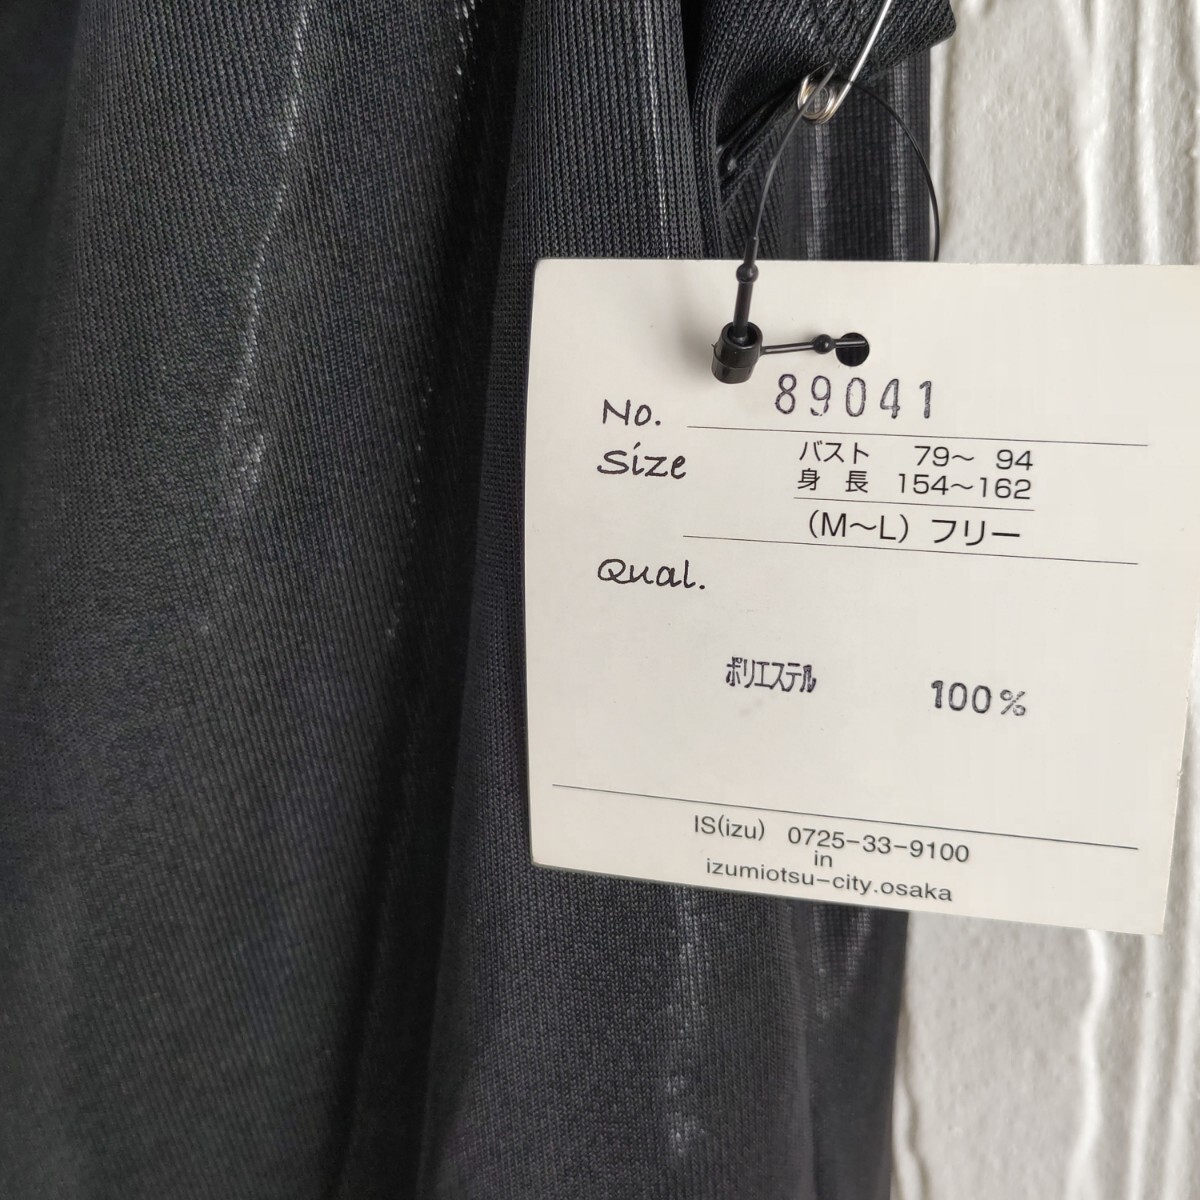 No. 89041
Size バスト 79〜 94
身 長 154〜162
(M〜L) フリー
Qual.
ポリエステル 100%
IS(izu) 0725-33-9100
in
izumiotsu-city.osaka